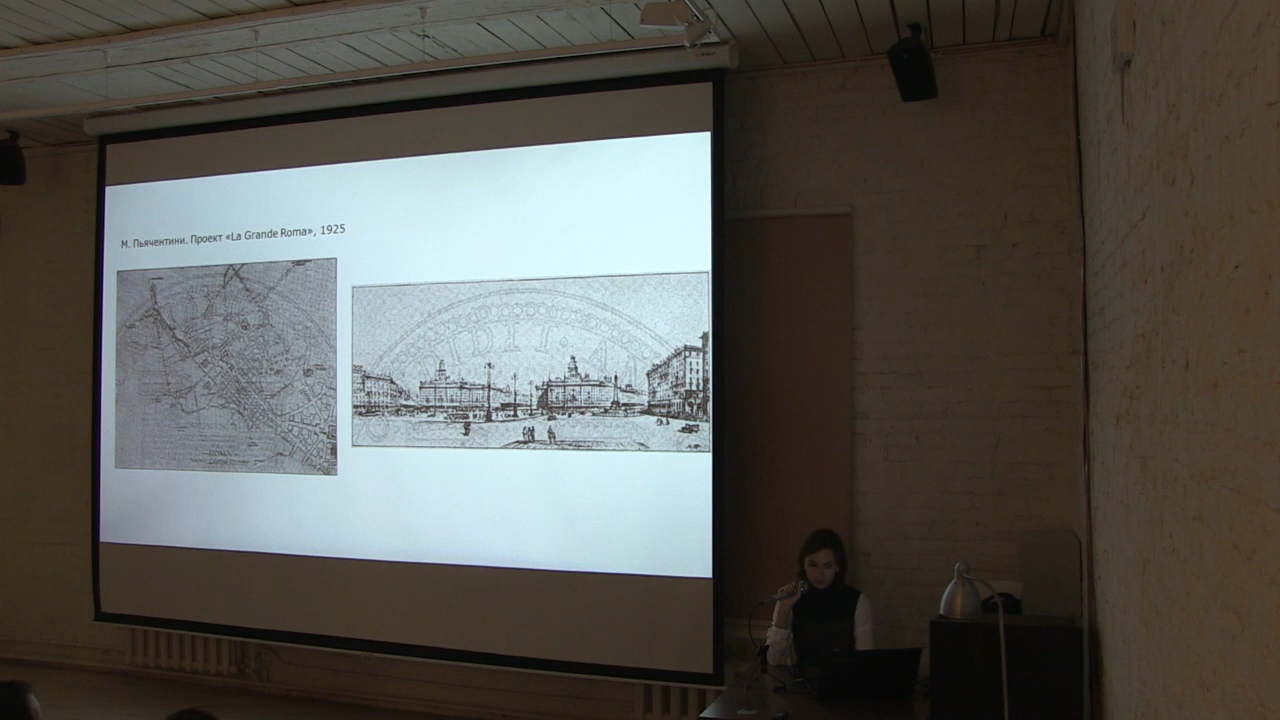 М. Пьячентини. Проект «La Grande Roma», 1925